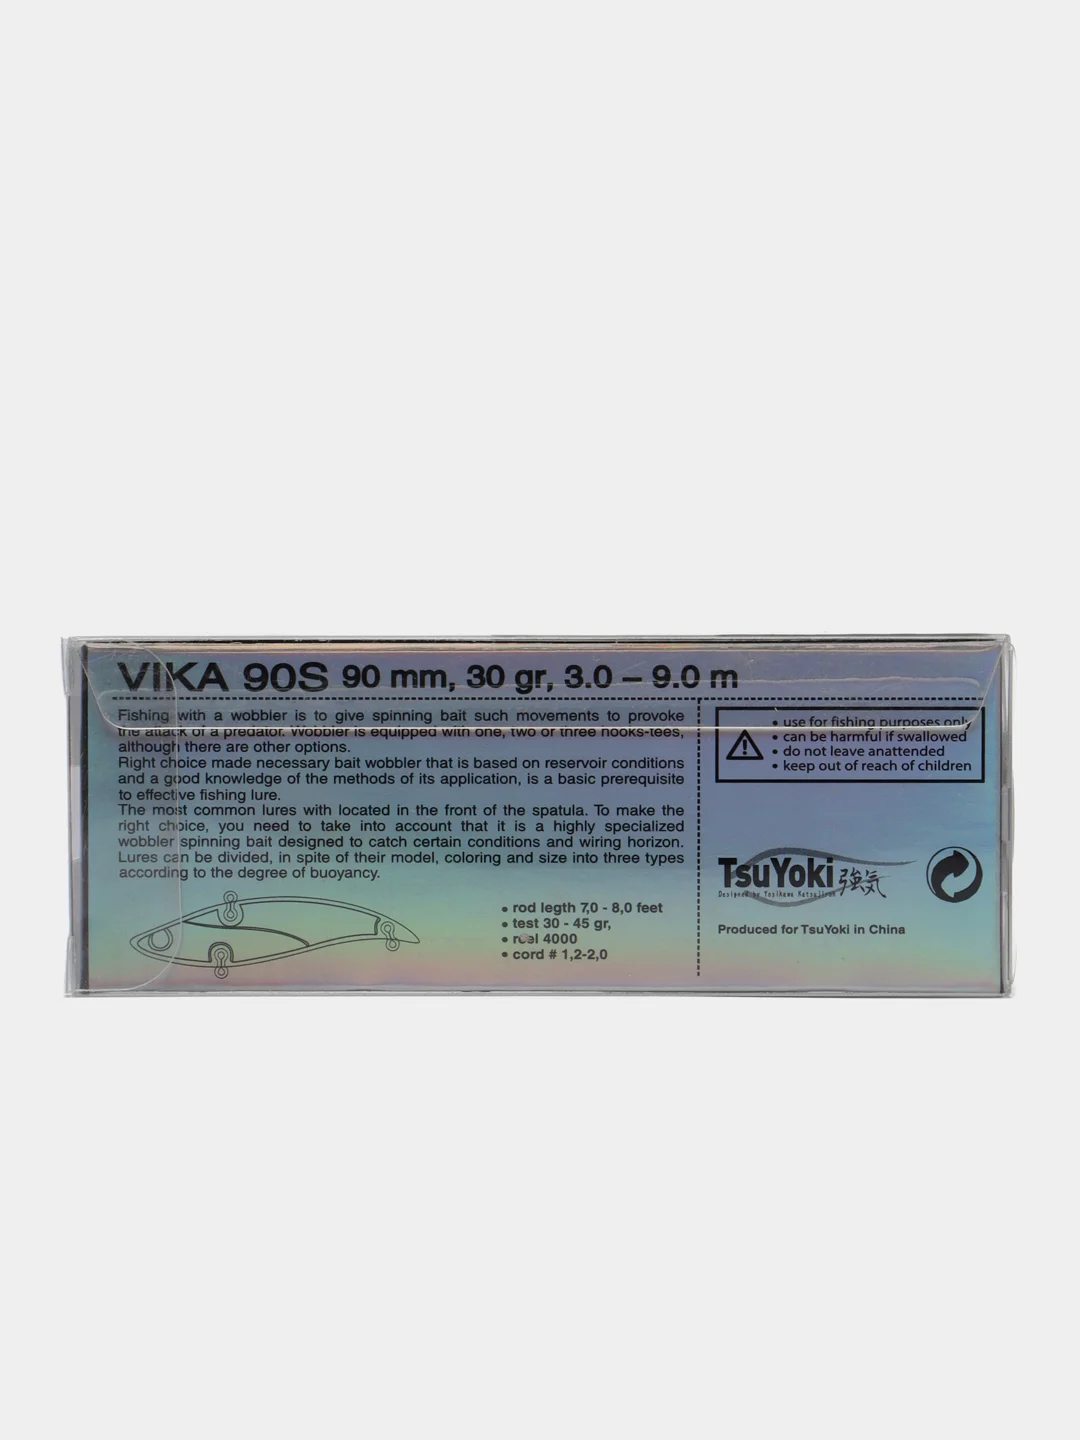 VIKA 90S 90 mm, 30 gr, 3.0 – 9.0 m
Fishing with a wobbler is to give spinning bait such movements to provoke
the attack of a predator. Wobbler is equipped with one, two or three hooks-tees,
although there are other options.
Right choice made necessary bait wobbler that is based on reservoir conditions
and a good knowledge of the methods of its application, is a basic prerequisite
to effective fishing lure.
The most common lures with located in the front of the spatula. To make the
right choice, you need to take into account that it is a highly specialized
wobbler spinning bait designed to catch certain conditions and wiring horizon.
Lures can be divided, in spite of their model, coloring and size into three types
according to the degree of buoyancy.
• rod legth 7,0 - 8,0 feet
• test 30 - 45 gr,
• reel 4000
• cord # 1,2-2,0
• use for fishing purposes only
• can be harmful if swallowed
• do not leave anattended
• keep out of reach of children
TsuYoki 強気
Designed by Yosikawa Katsujirou
Produced for TsuYoki in China